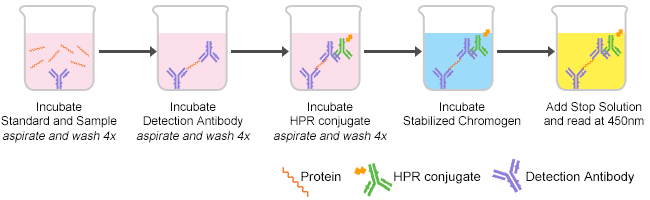 Incubate
Standard and Sample
aspirate and wash 4x
Incubate
Detection Antibody
aspirate and wash 4x
Incubate
HPR conjugate
aspirate and wash 4x
Incubate
Stabilized Chromogen
Add Stop Solution
and read at 450nm
Protein
HPR conjugate
Detection Antibody